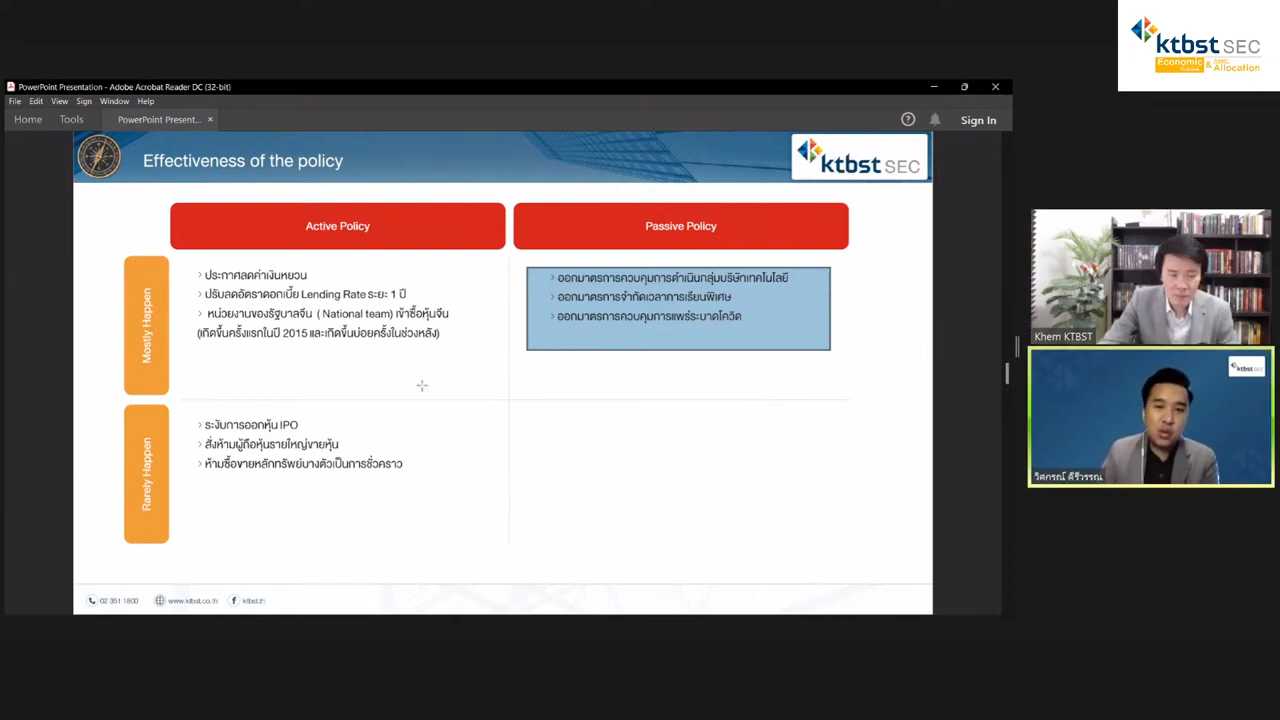 ktbst SEC
Economic & Allocation
PowerPoint Presentation - Adobe Acrobat Reader DC (32-bit)
File Edit View Sign Window Help
Home Tools PowerPoint Present... × Sign In
Effectiveness of the policy
ktbst SEC
Active Policy
Passive Policy
Mostly Happen
› ประกาศลดค่าเงินหยวน
› ปรับลดอัตราดอกเบี้ย Lending Rate ระยะ 1 ปี
› หน่วยงานของรัฐบาลจีน ( National team) เข้าซื้อหุ้นจีน
(เกิดขึ้นครั้งแรกในปี 2015 และเกิดขึ้นบ่อยครั้งในช่วงหลัง)
› ออกมาตรการควบคุมการดำเนินกลุ่มบริษัทเทคโนโลยี
› ออกมาตรการจำกัดเวลาการเรียนพิเศษ
› ออกมาตรการควบคุมการแพร่ระบาดโควิด
Rarely Happen
› ระงับการออกหุ้น IPO
› สั่งห้ามผู้ถือหุ้นรายใหญ่ขายหุ้น
› ห้ามซื้อขายหลักทรัพย์บางตัวเป็นการชั่วคราว
02 351 1800 www.ktbst.co.th ktbst.th
Khem KTBST
ktbst SEC
วิศกรณ์ คีรีวรรณ